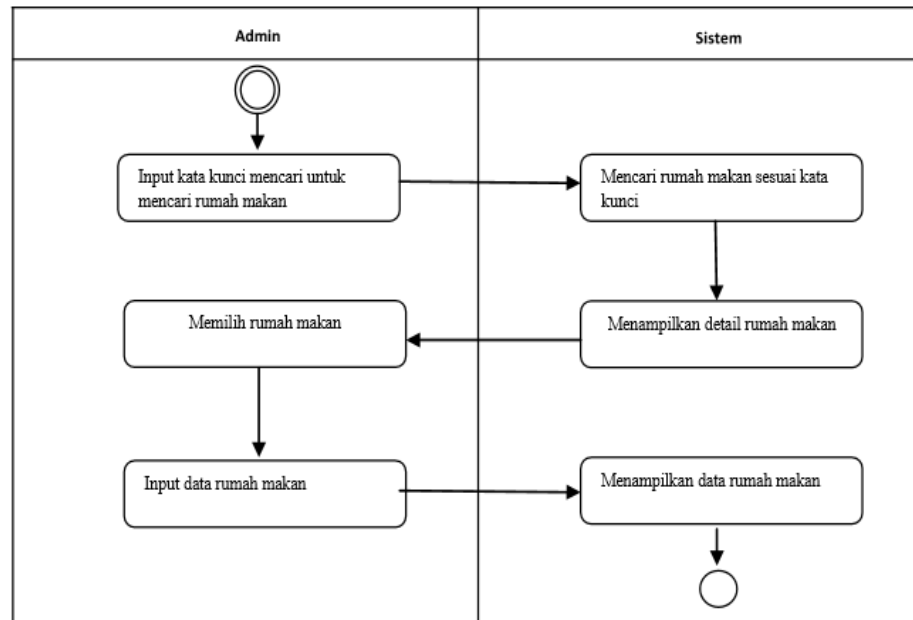 Admin
Sistem
Input kata kunci mencari untuk
mencari rumah makan
Mencari rumah makan sesuai kata
kunci
Memilih rumah makan
Menampilkan detail rumah makan
Input data rumah makan
Menampilkan data rumah makan